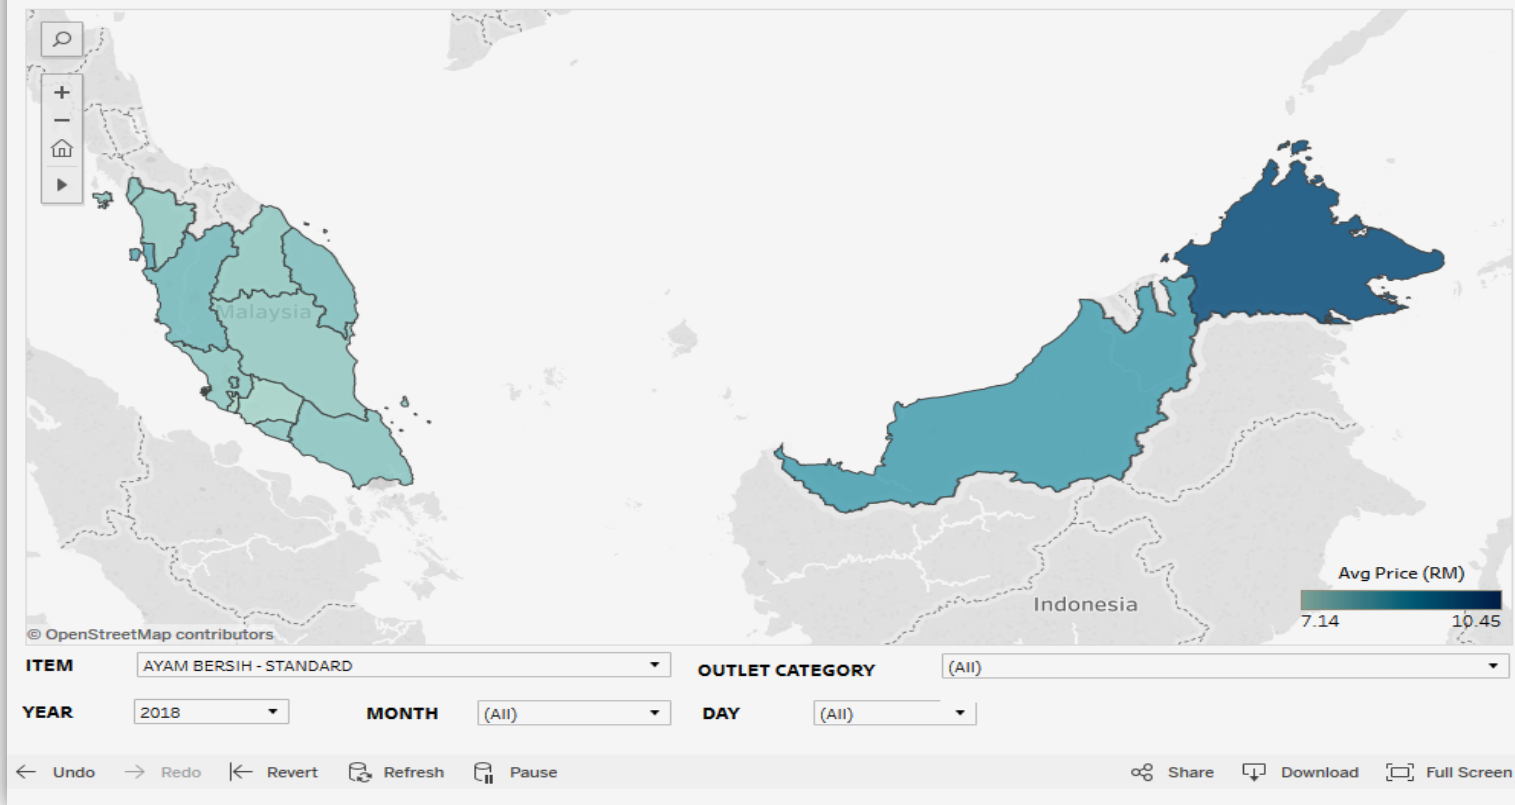 Malaysia
Avg Price (RM)
7.14 10.45
Indonesia
© OpenStreetMap contributors
ITEM AYAM BERSIH - STANDARD OUTLET CATEGORY (All)
YEAR 2018 MONTH (All) DAY (All)
Undo Redo Revert Refresh Pause Share Download Full Screen